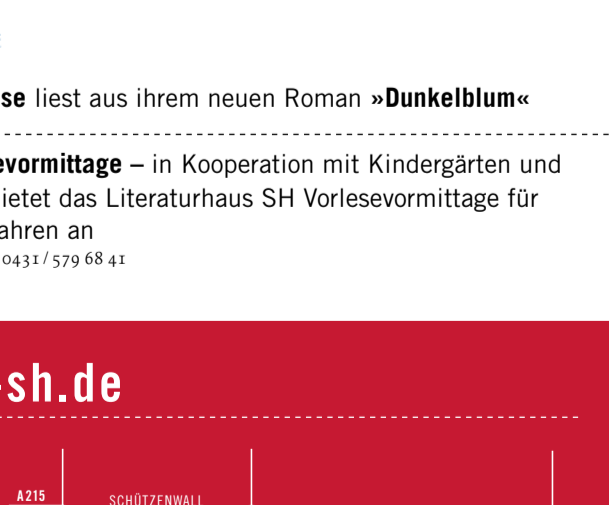 se liest aus ihrem neuen Roman »Dunkelblum«
evormittage – in Kooperation mit Kindergärten und
ietet das Literaturhaus SH Vorlesevormittage für
ahren an
0431 / 579 68 41
-sh.de
A215
SCHÜTZENWALL